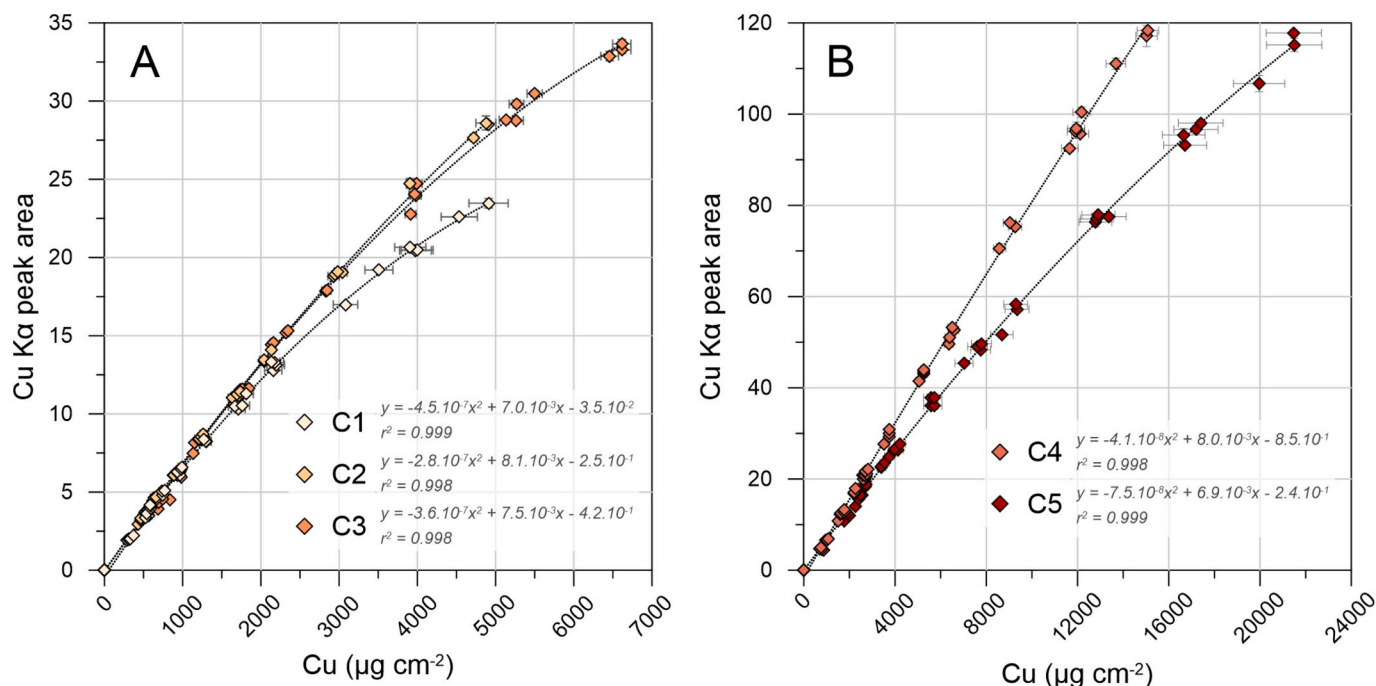 A
Cu Kα peak area
35
30
25
20
15
10
5
0
C1 y = -4.5.10⁻⁷x² + 7.0.10⁻³x - 3.5.10⁻²
r² = 0.999
C2 y = -2.8.10⁻⁷x² + 8.1.10⁻³x - 2.5.10⁻¹
r² = 0.998
C3 y = -3.6.10⁻⁷x² + 7.5.10⁻³x - 4.2.10⁻¹
r² = 0.998
0 1000 2000 3000 4000 5000 6000 7000
Cu (µg cm⁻²)
B
Cu Kα peak area
120
100
80
60
40
20
0
C4 y = -4.1.10⁻⁸x² + 8.0.10⁻³x - 8.5.10⁻¹
r² = 0.998
C5 y = -7.5.10⁻⁸x² + 6.9.10⁻³x - 2.4.10⁻¹
r² = 0.999
0 4000 8000 12000 16000 20000 24000
Cu (µg cm⁻²)